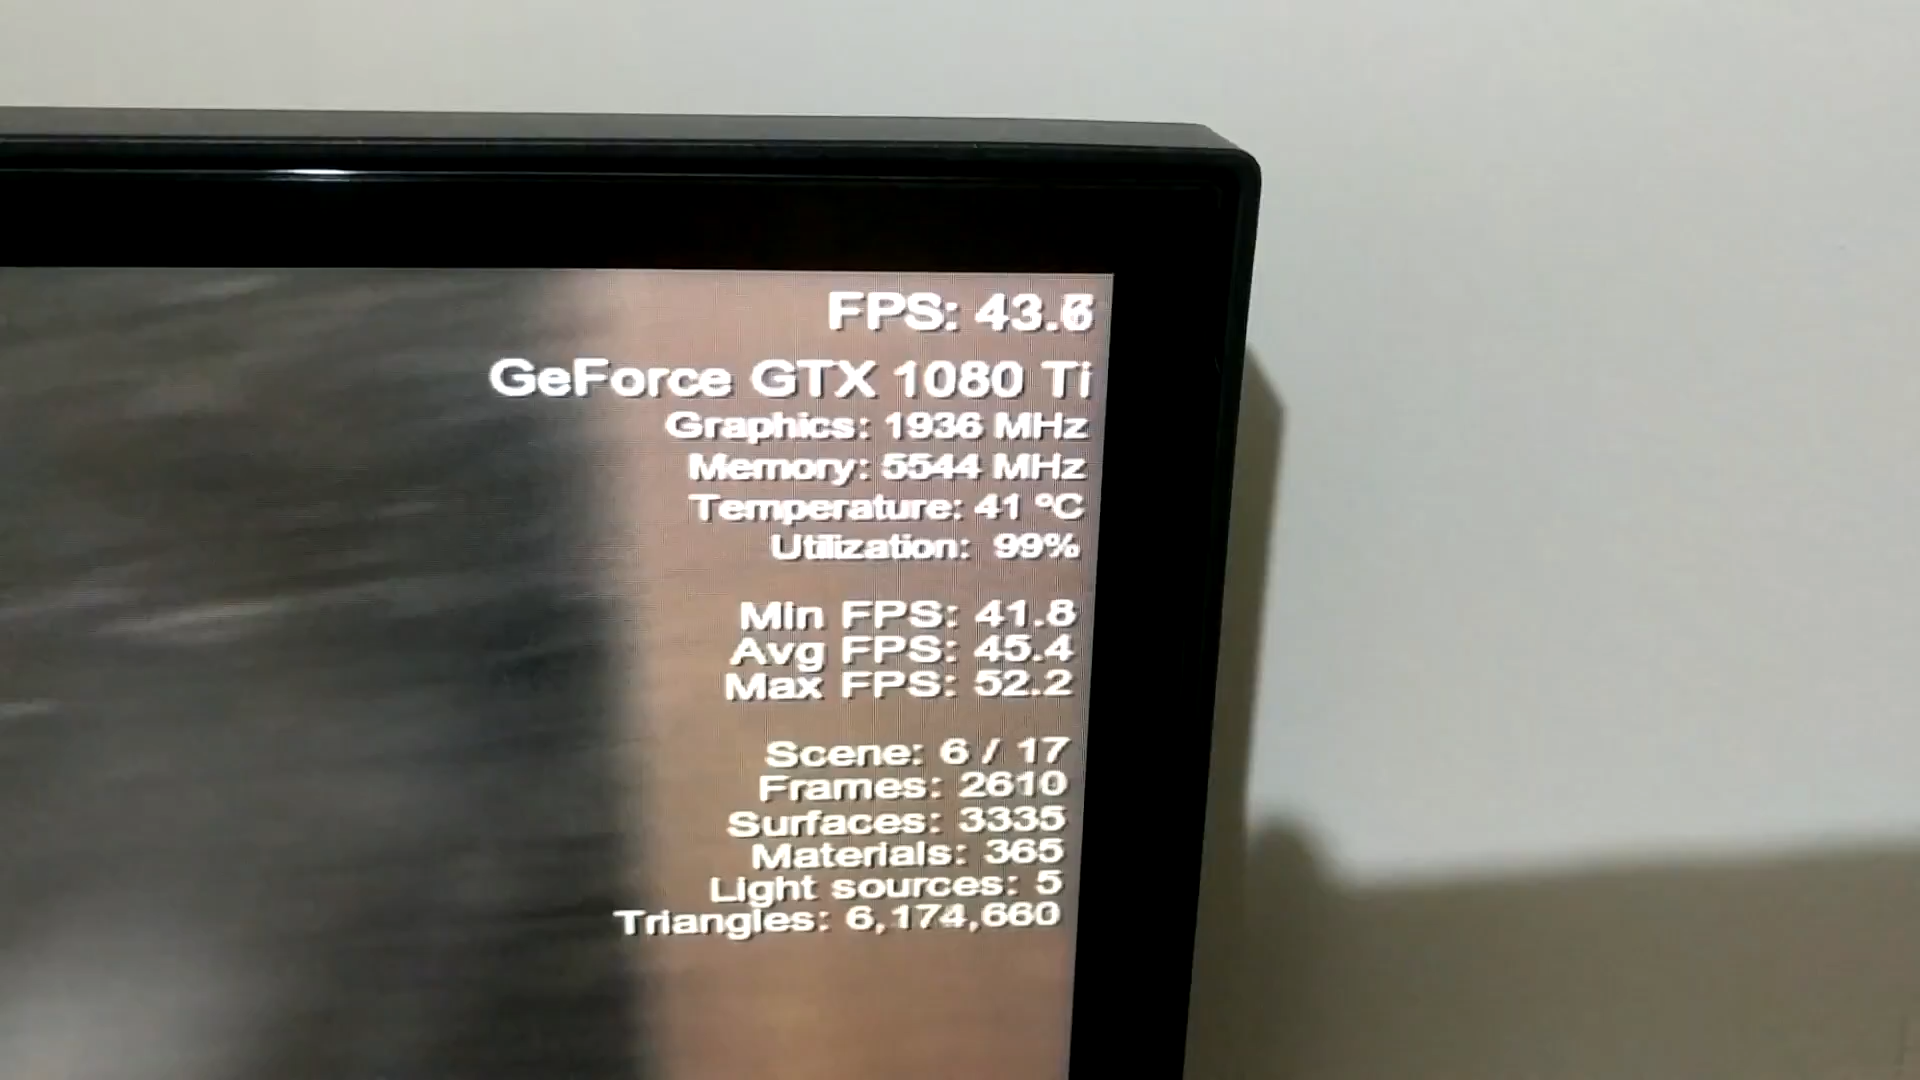 FPS: 43.6
GeForce GTX 1080 Ti
Graphics: 1936 MHz
Memory: 5544 MHz
Temperature: 41 ºC
Utilization: 99%
Min FPS: 41.8
Avg FPS: 45.4
Max FPS: 52.2
Scene: 6 / 17
Frames: 2610
Surfaces: 3335
Materials: 365
Light sources: 5
Triangles: 6,174,660